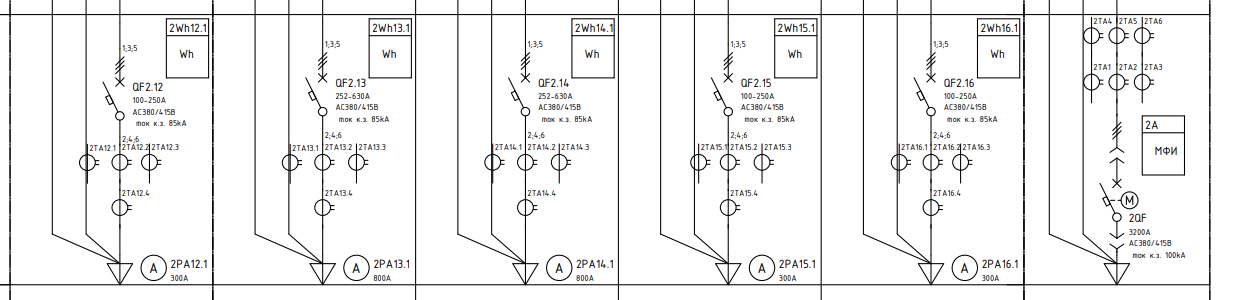 2Wh12.1
Wh
1;3;5
QF2.12
100-250A
AC380/415В
ток к.з. 85kA
2;4;6
2TA12.1
2TA12.2
2TA12.3
2TA12.4
A
2PA12.1
300A
2Wh13.1
Wh
1;3;5
QF2.13
252-630A
AC380/415В
ток к.з. 85kA
2;4;6
2TA13.1
2TA13.2
2TA13.3
2TA13.4
A
2PA13.1
800A
2Wh14.1
Wh
1;3;5
QF2.14
252-630A
AC380/415В
ток к.з. 85kA
2;4;6
2TA14.1
2TA14.2
2TA14.3
2TA14.4
A
2PA14.1
800A
2Wh15.1
Wh
1;3;5
QF2.15
100-250A
AC380/415В
ток к.з. 85kA
2;4;6
2TA15.1
2TA15.2
2TA15.3
2TA15.4
A
2PA15.1
300A
2Wh16.1
Wh
1;3;5
QF2.16
100-250A
AC380/415В
ток к.з. 85kA
2;4;6
2TA16.1
2TA16.2
2TA16.3
2TA16.4
A
2PA16.1
300A
2TA4
2TA5
2TA6
2TA1
2TA2
2TA3
2A
МФИ
M
2QF
3200A
AC380/415В
ток к.з. 100kA